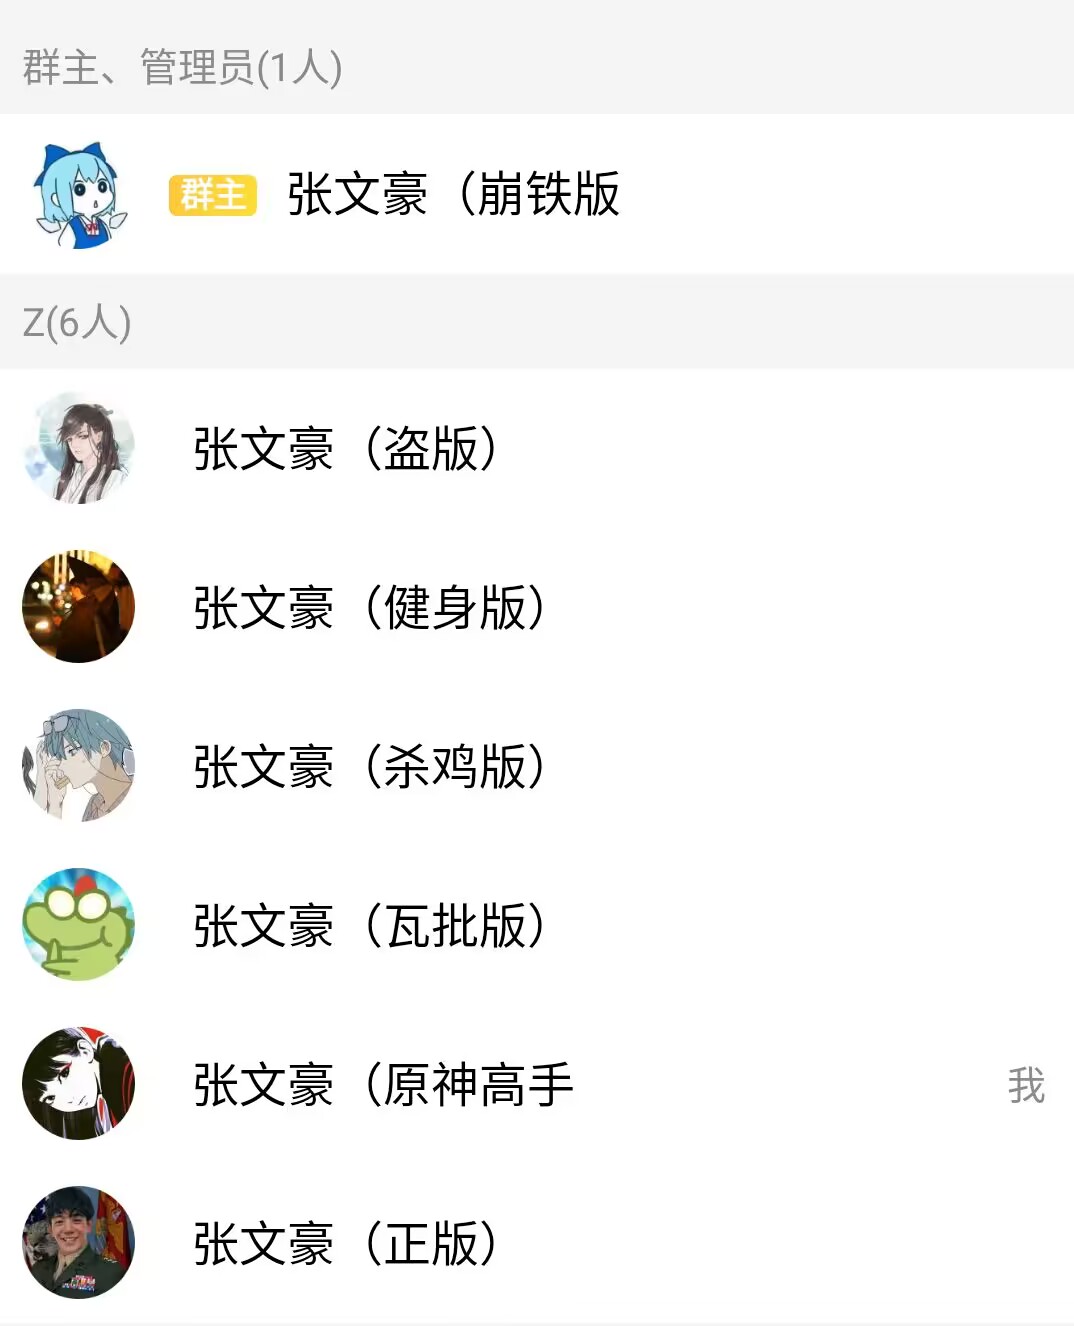 群主、管理员(1人)
群主 张文豪（崩铁版
Z(6人)
张文豪（盗版）
张文豪（健身版）
张文豪（杀鸡版）
张文豪（瓦批版）
张文豪（原神高手 我
张文豪（正版）